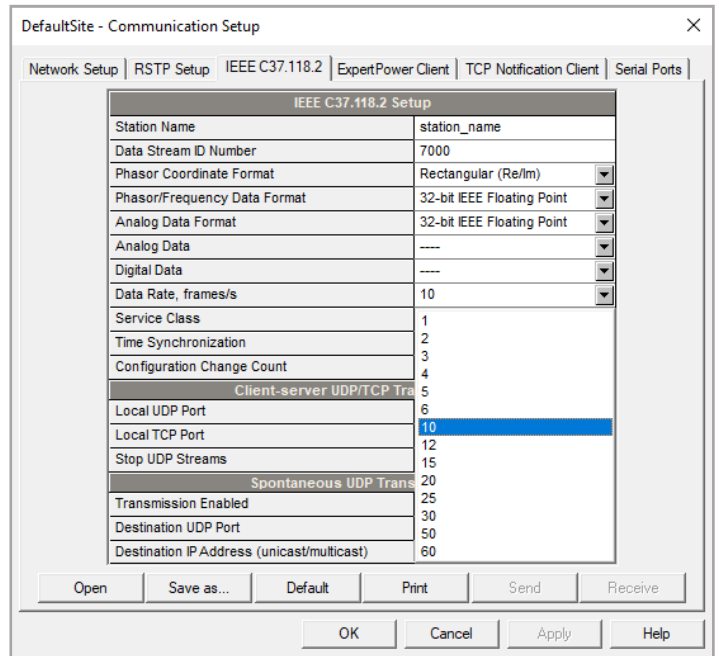 DefaultSite - Communication Setup
Network Setup RSTP Setup IEEE C37.118.2 ExpertPower Client TCP Notification Client Serial Ports
IEEE C37.118.2 Setup
Station Name station_name
Data Stream ID Number 7000
Phasor Coordinate Format Rectangular (Re/Im)
Phasor/Frequency Data Format 32-bit IEEE Floating Point
Analog Data Format 32-bit IEEE Floating Point
Analog Data ----
Digital Data ----
Data Rate, frames/s 10
Service Class 1
2
Time Synchronization 3
Configuration Change Count 4
Client-server UDP/TCP Tra 5
Local UDP Port 6
10
Local TCP Port 12
Stop UDP Streams 15
Spontaneous UDP Trans 20
Transmission Enabled 25
30
Destination UDP Port 50
Destination IP Address (unicast/multicast) 60
Open Save as... Default Print Send Receive
OK Cancel Apply Help